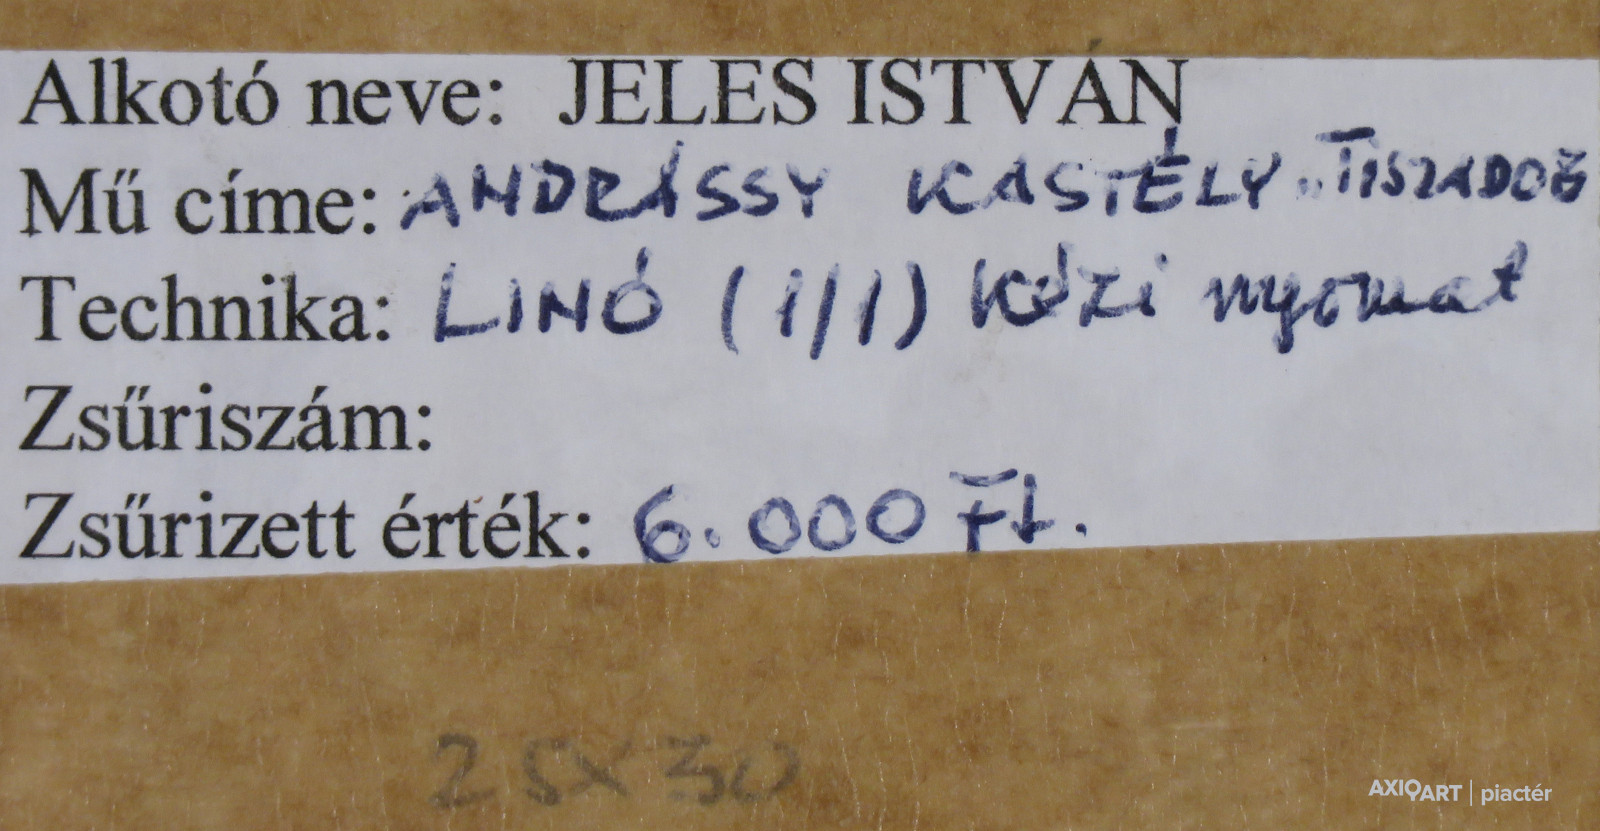 Alkotó neve: JELES ISTVÁN
Mű címe: ANDRÁSSY KASTÉLY. TISZADOB
Technika: LINÓ (1/1) Kézi nyomat
Zsűriszám:
Zsűrizett érték: 6.000 Ft.
25X30
AXIOART | piactér